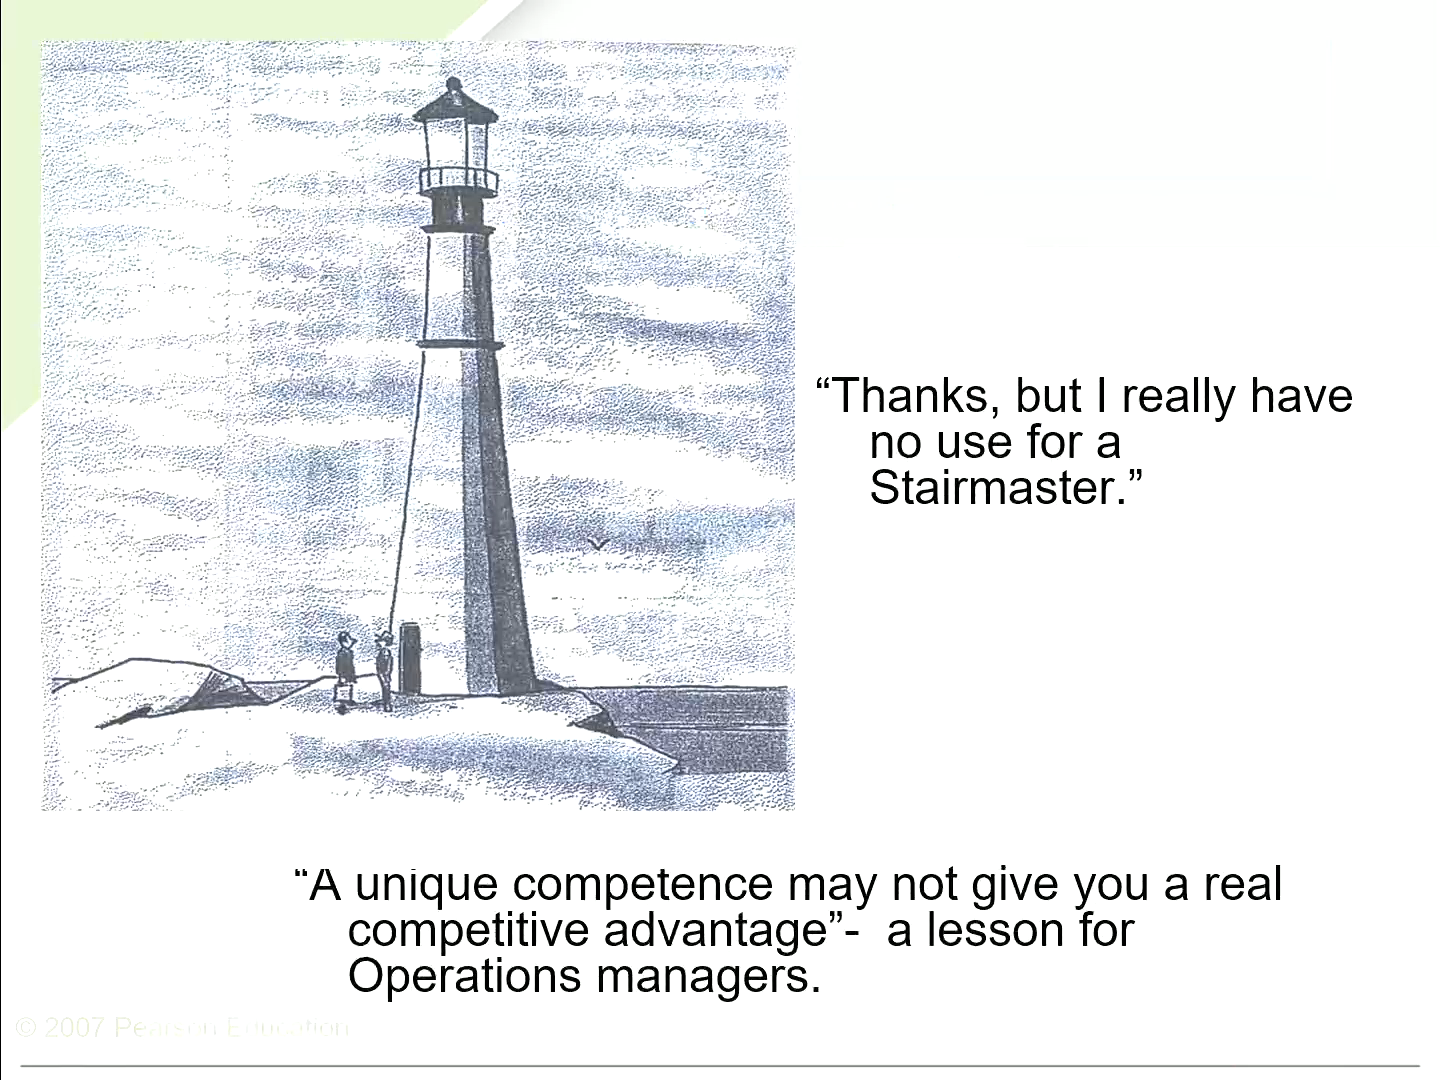 “Thanks, but I really have
no use for a
Stairmaster.”
“A unique competence may not give you a real
competitive advantage”-  a lesson for
Operations managers.
© 2007 Pearson Education